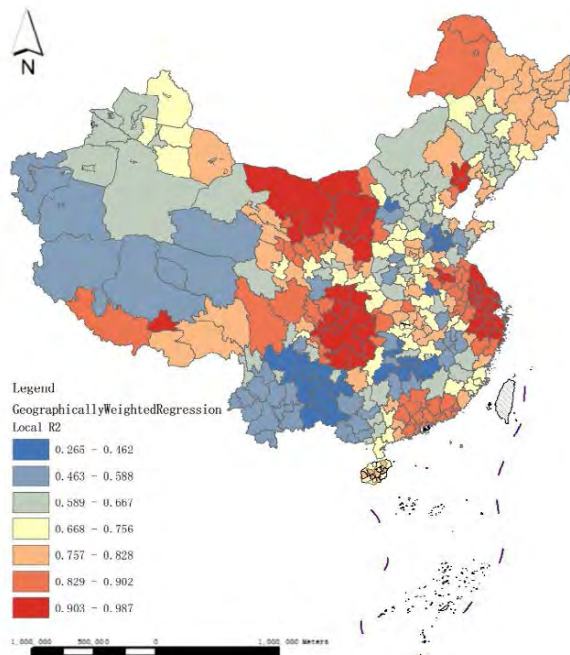 N
Legend
GeographicallyWeightedRegression
Local R2
0.265 - 0.462
0.463 - 0.588
0.589 - 0.667
0.668 - 0.756
0.757 - 0.828
0.829 - 0.902
0.903 - 0.987
1,000,000 500,000 0 1,000,000 Meters